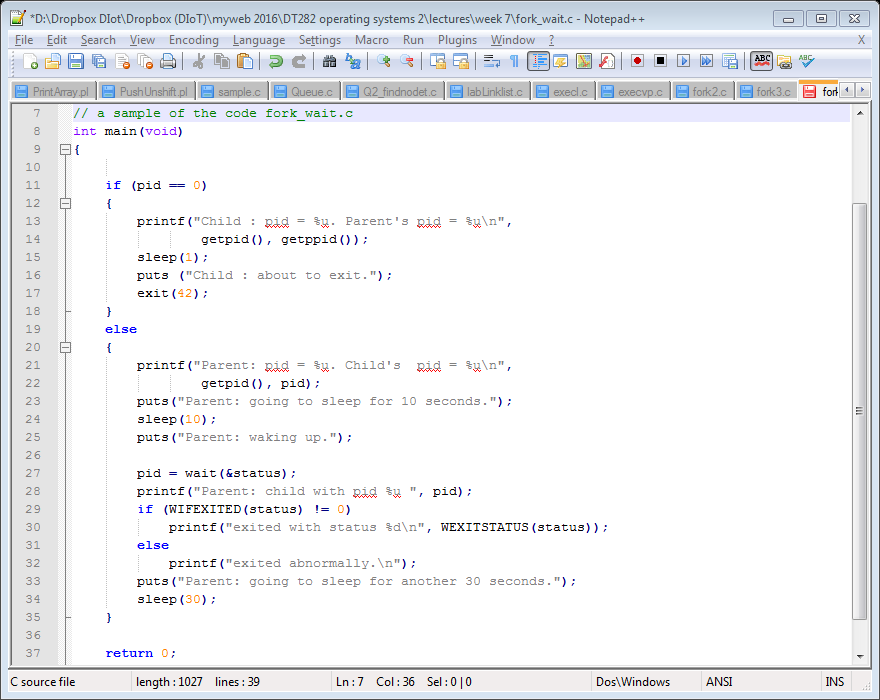 *D:\Dropbox DIot\Dropbox (DIoT)\myweb 2016\DT282 operating systems 2\lectures\week 7\fork_wait.c - Notepad++
File Edit Search View Encoding Language Settings Macro Run Plugins Window ? X
ABC ABC
PrintArray.pl PushUnshift.pl sample.c Queue.c Q2_findnodet.c labLinklist.c execl.c execvp.c fork2.c fork3.c fork
7 // a sample of the code fork_wait.c
8 int main(void)
9 {
10
11 if (pid == 0)
12 {
13 printf("Child : pid = %u. Parent's pid = %u\n",
14 getpid(), getppid());
15 sleep(1);
16 puts ("Child : about to exit.");
17 exit(42);
18 }
19 else
20 {
21 printf("Parent: pid = %u. Child's  pid = %u\n",
22 getpid(), pid);
23 puts("Parent: going to sleep for 10 seconds.");
24 sleep(10);
25 puts("Parent: waking up.");
26
27 pid = wait(&status);
28 printf("Parent: child with pid %u ", pid);
29 if (WIFEXITED(status) != 0)
30 printf("exited with status %d\n", WEXITSTATUS(status));
31 else
32 printf("exited abnormally.\n");
33 puts("Parent: going to sleep for another 30 seconds.");
34 sleep(30);
35 }
36
37 return 0;
C source file length : 1027 lines : 39 Ln : 7 Col : 36 Sel : 0 | 0 Dos\Windows ANSI INS